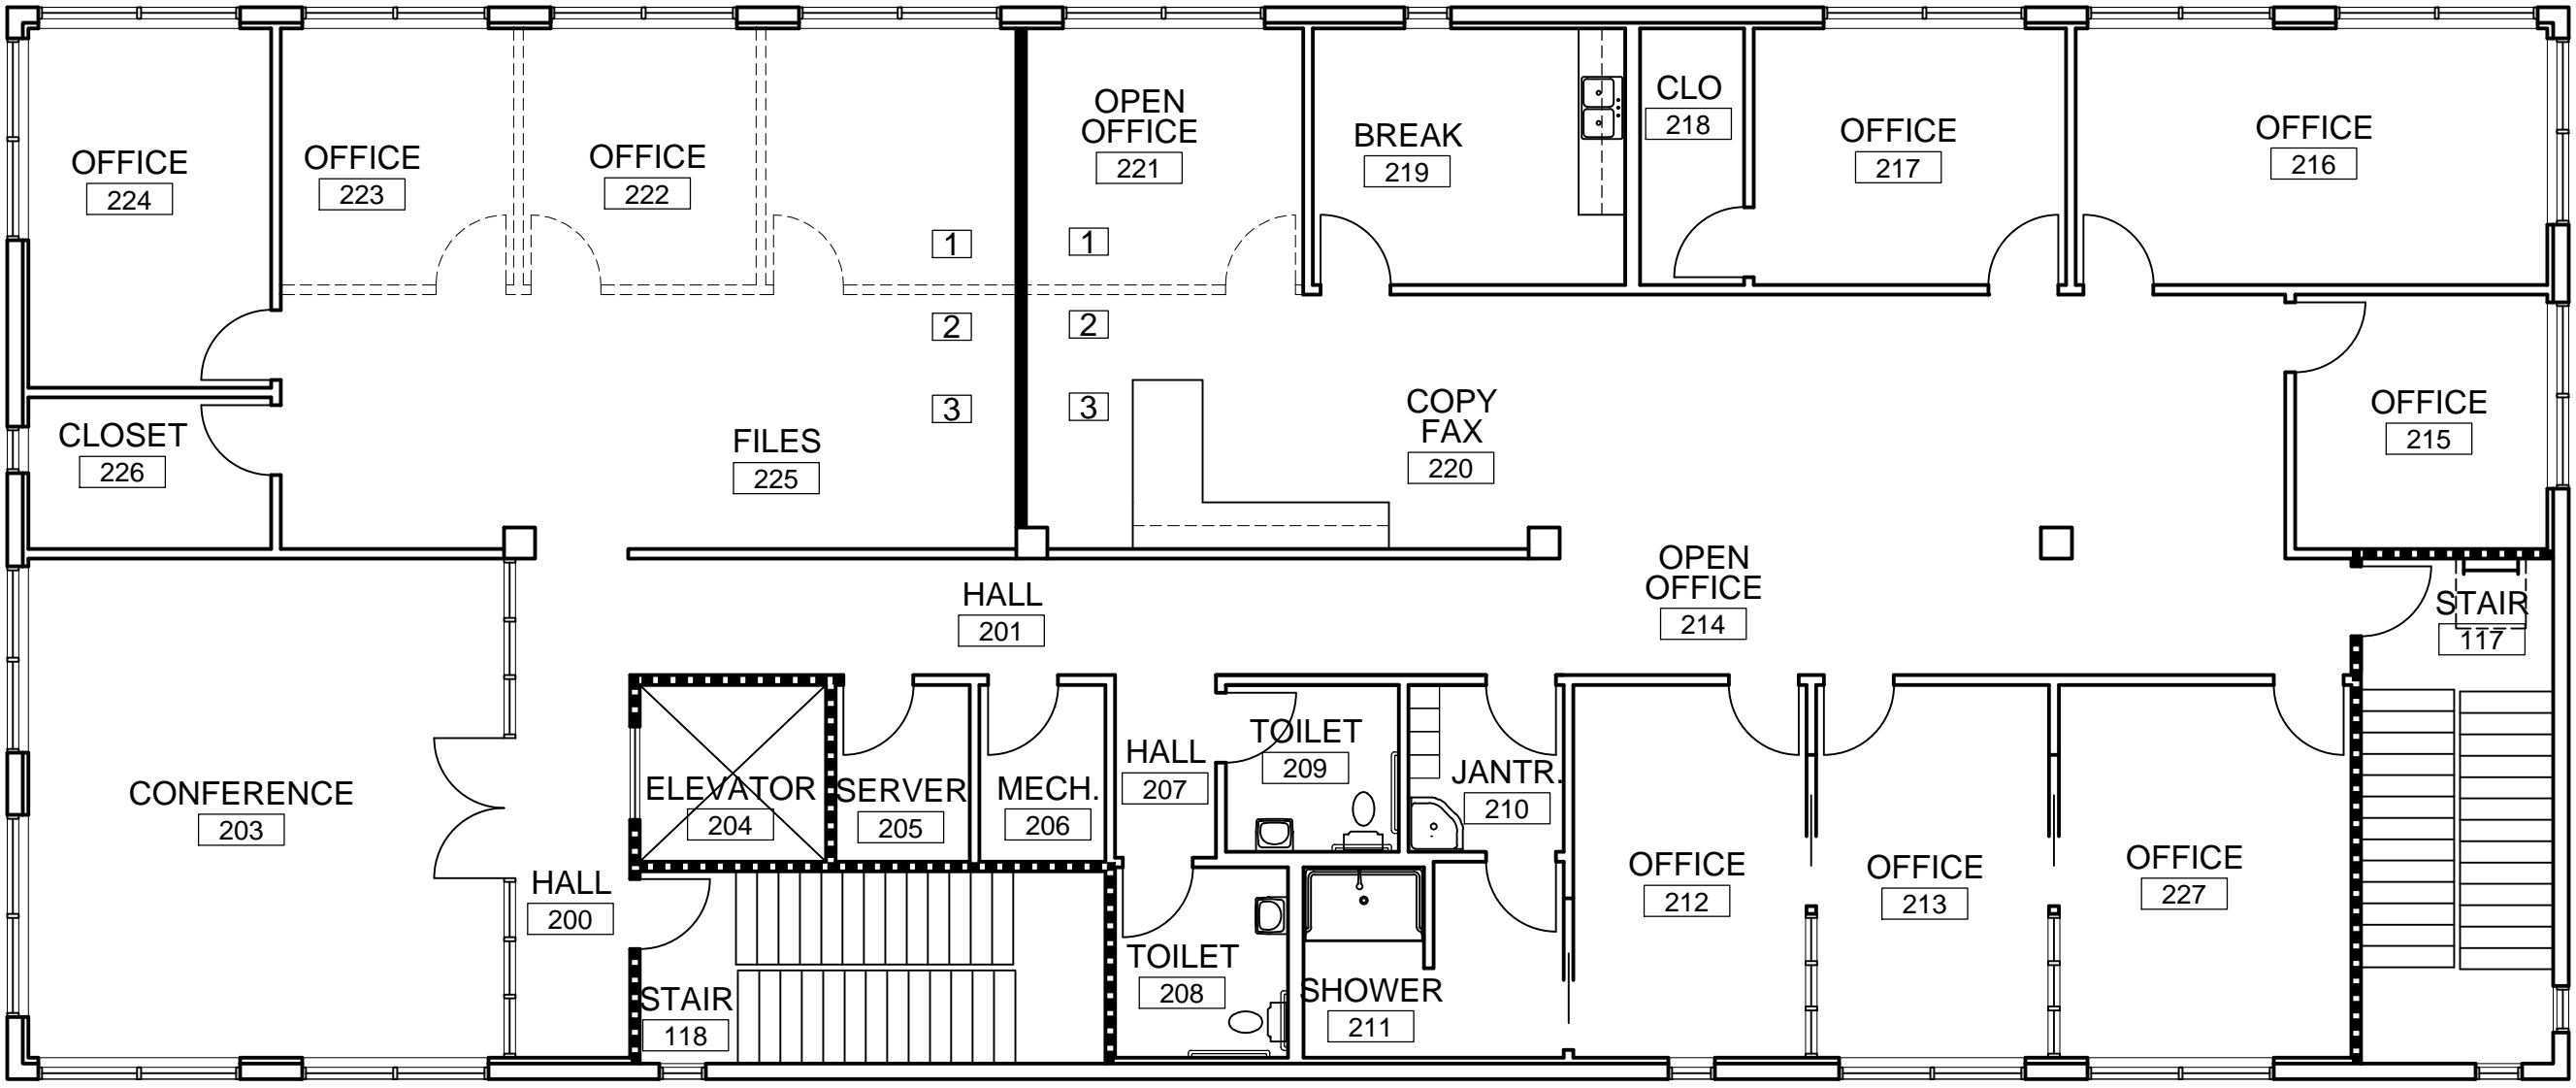 OFFICE
224
OFFICE
223
OFFICE
222
1
2
3
OPEN
OFFICE
221
1
2
3
BREAK
219
CLO
218
OFFICE
217
OFFICE
216
CLOSET
226
FILES
225
COPY
FAX
220
OFFICE
215
HALL
201
OPEN
OFFICE
214
STAIR
117
CONFERENCE
203
ELEVATOR
204
SERVER
205
MECH.
206
HALL
207
TOILET
209
JANTR.
210
HALL
200
STAIR
118
TOILET
208
SHOWER
211
OFFICE
212
OFFICE
213
OFFICE
227